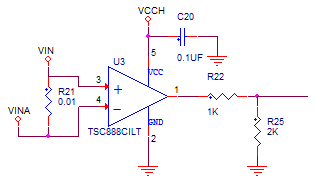 VCCH
C20
0.1UF
VIN
U3
5
VCC
R22
R21
0.01
3
+
1
4
-
1K
VINA
GND
R25
2K
TSC888CILT
2